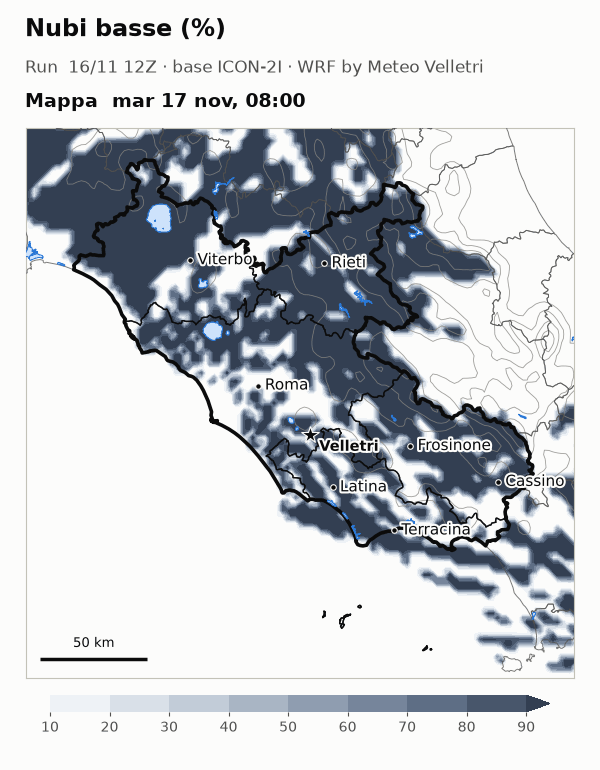 Nubi basse (%)
Run  16/11 12Z · base ICON-2I · WRF by Meteo Velletri
Mappa  mar 17 nov, 08:00
Viterbo
Rieti
Roma
Velletri
Frosinone
Latina
Cassino
Terracina
50 km
10 20 30 40 50 60 70 80 90